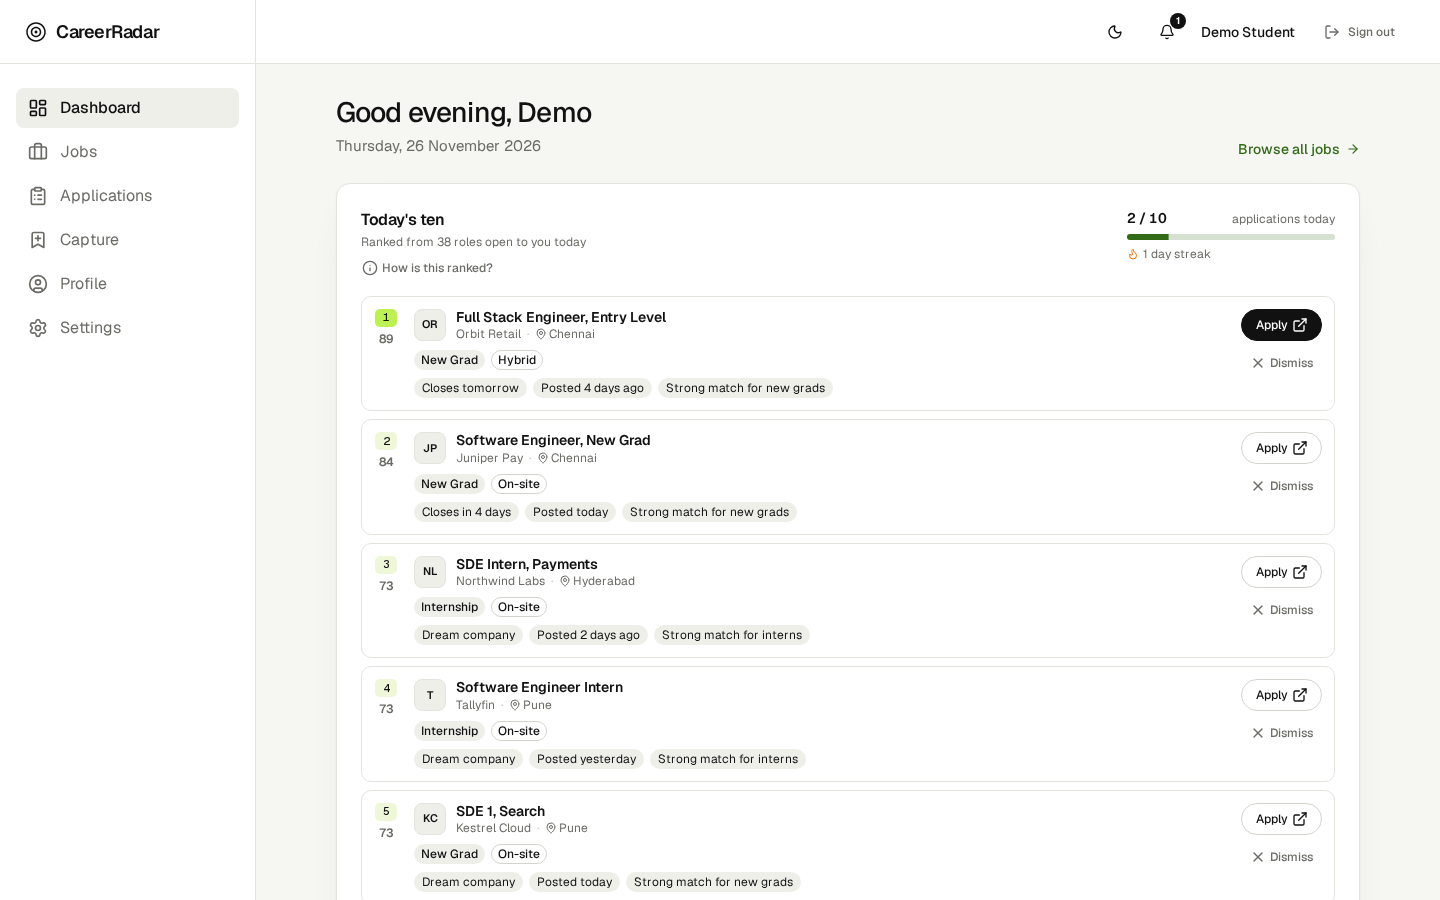 CareerRadar
1
Demo Student
Sign out
Dashboard
Jobs
Applications
Capture
Profile
Settings
Good evening, Demo
Thursday, 26 November 2026
Browse all jobs
Today's ten
Ranked from 38 roles open to you today
How is this ranked?
2 / 10
applications today
1 day streak
1
89
OR
Full Stack Engineer, Entry Level
Orbit Retail · Chennai
New Grad
Hybrid
Closes tomorrow
Posted 4 days ago
Strong match for new grads
Apply
Dismiss
2
84
JP
Software Engineer, New Grad
Juniper Pay · Chennai
New Grad
On-site
Closes in 4 days
Posted today
Strong match for new grads
Apply
Dismiss
3
73
NL
SDE Intern, Payments
Northwind Labs · Hyderabad
Internship
On-site
Dream company
Posted 2 days ago
Strong match for interns
Apply
Dismiss
4
73
T
Software Engineer Intern
Tallyfin · Pune
Internship
On-site
Dream company
Posted yesterday
Strong match for interns
Apply
Dismiss
5
73
KC
SDE 1, Search
Kestrel Cloud · Pune
New Grad
On-site
Dream company
Posted today
Strong match for new grads
Apply
Dismiss